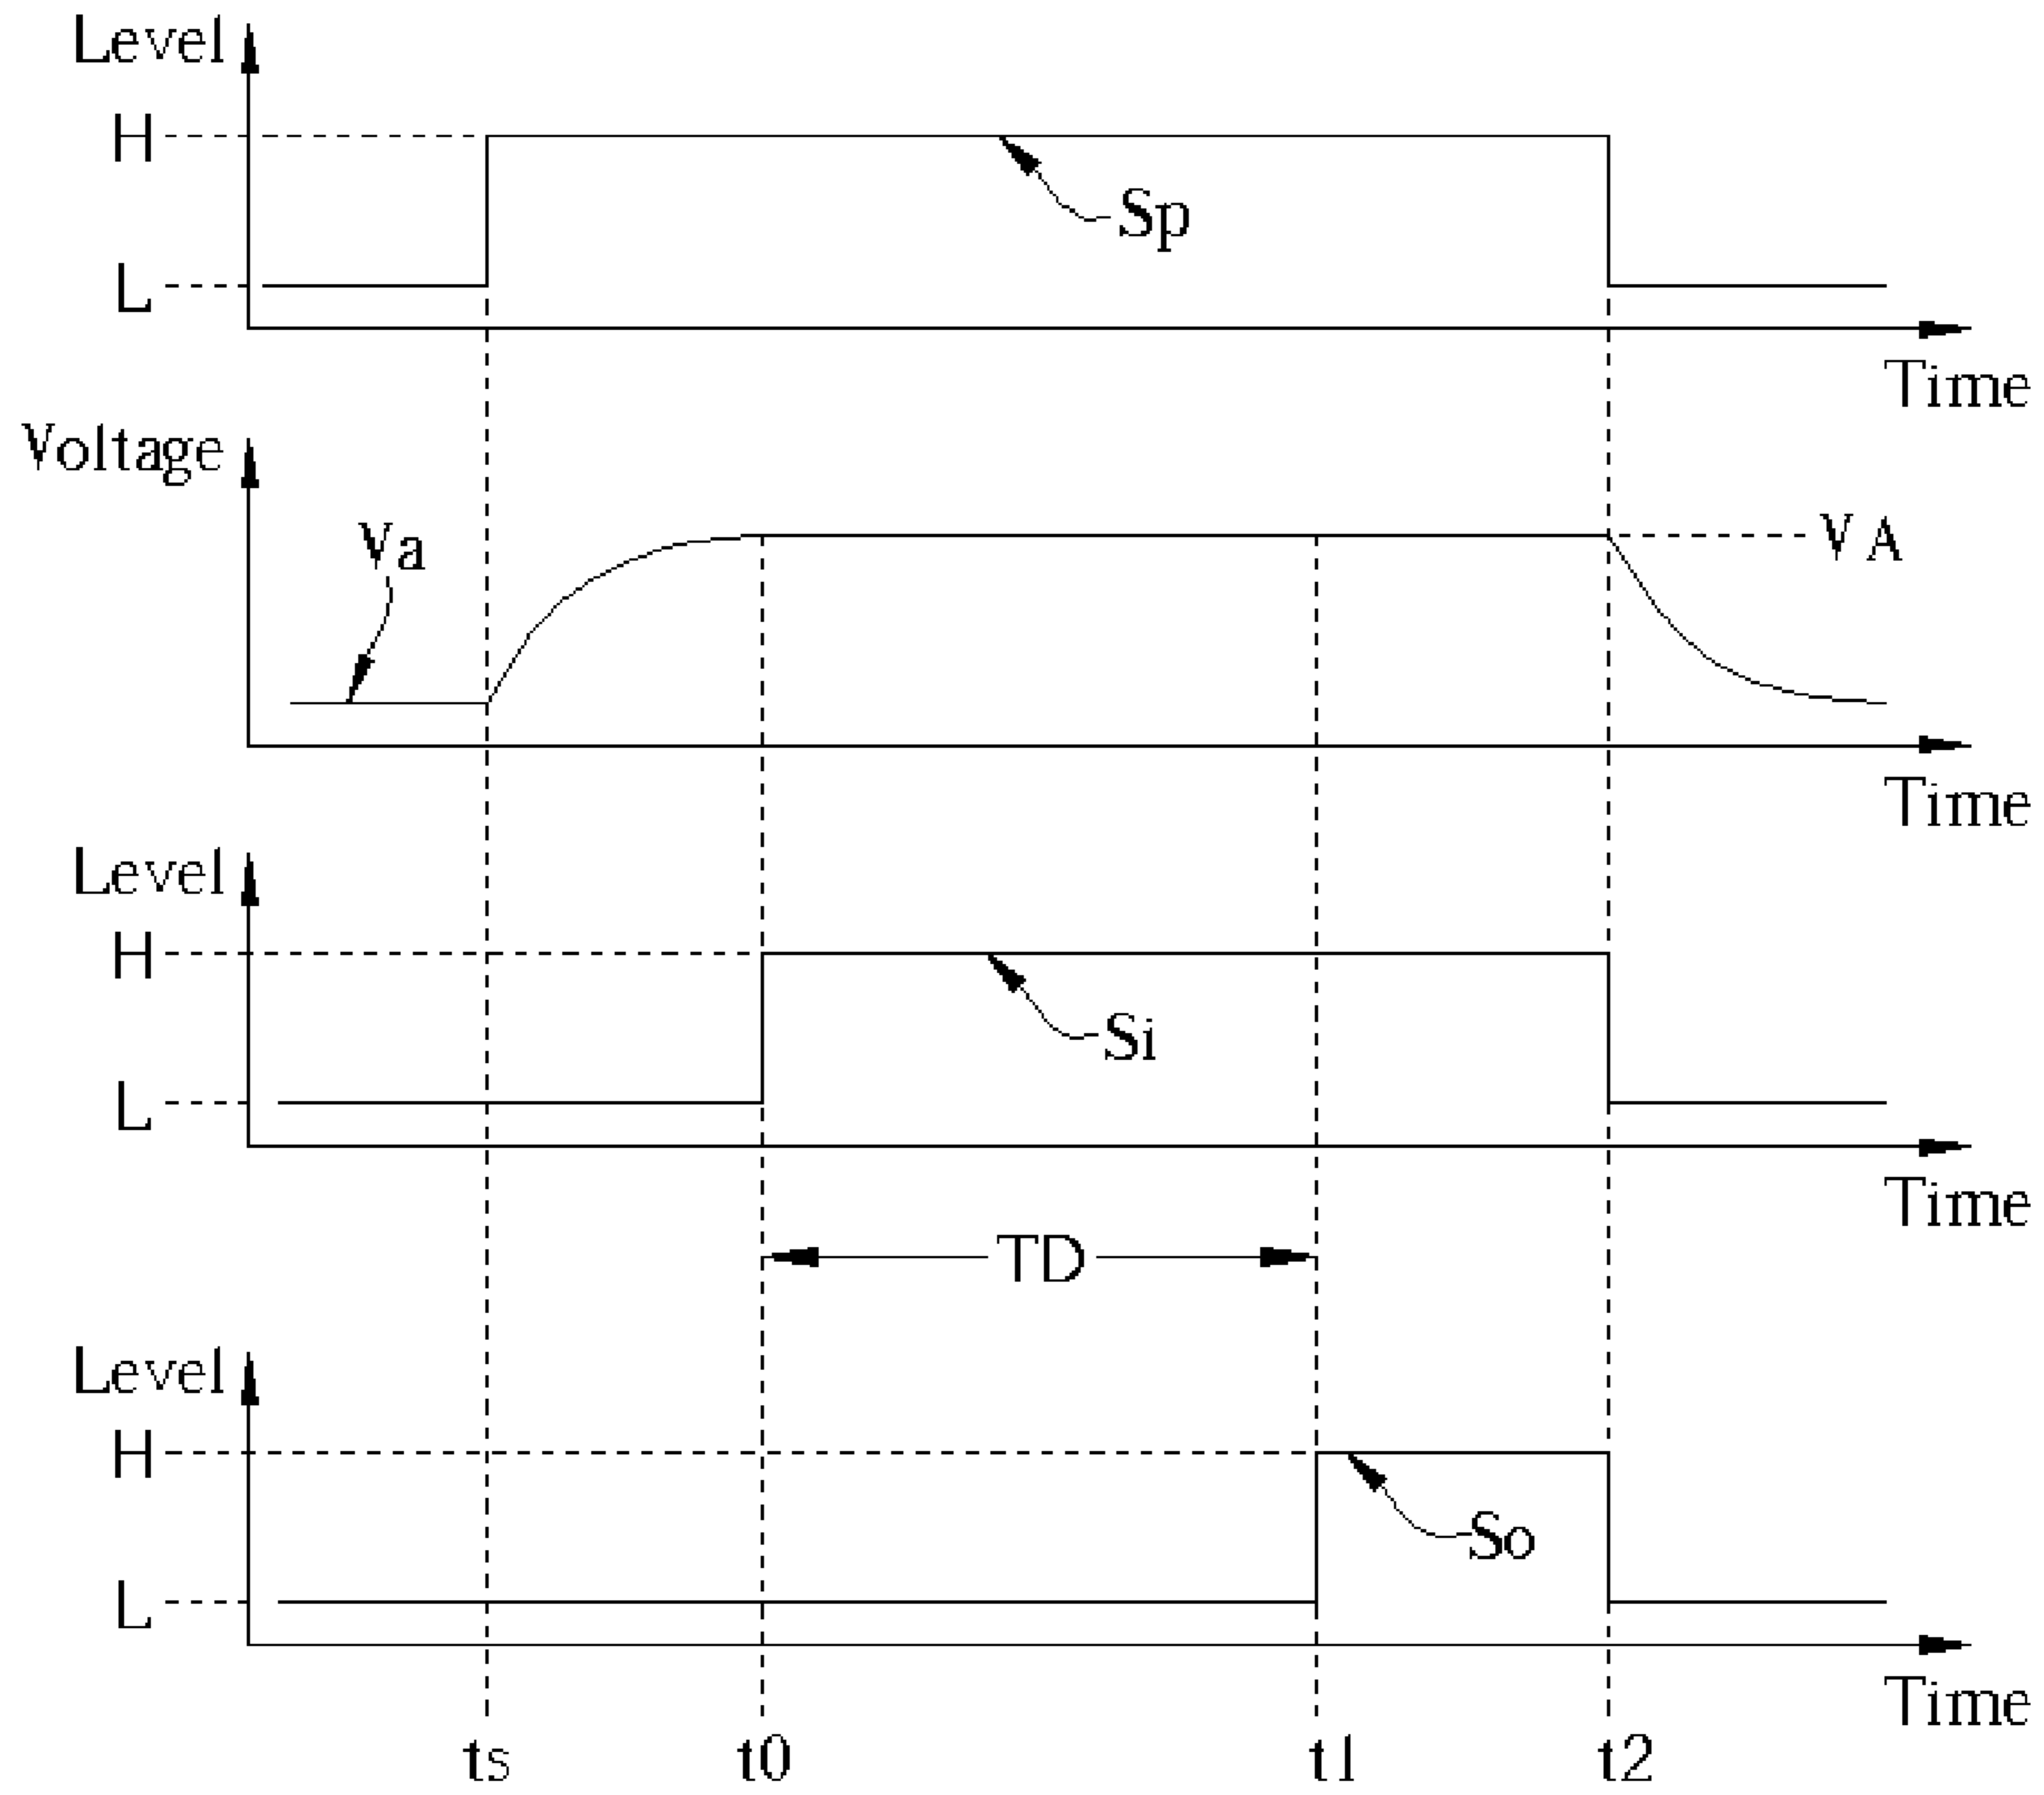 Level
H
Sp
L
Time
Voltage
Va
VA
Time
Level
H
Si
L
Time
TD
Level
H
So
L
Time
ts t0 t1 t2